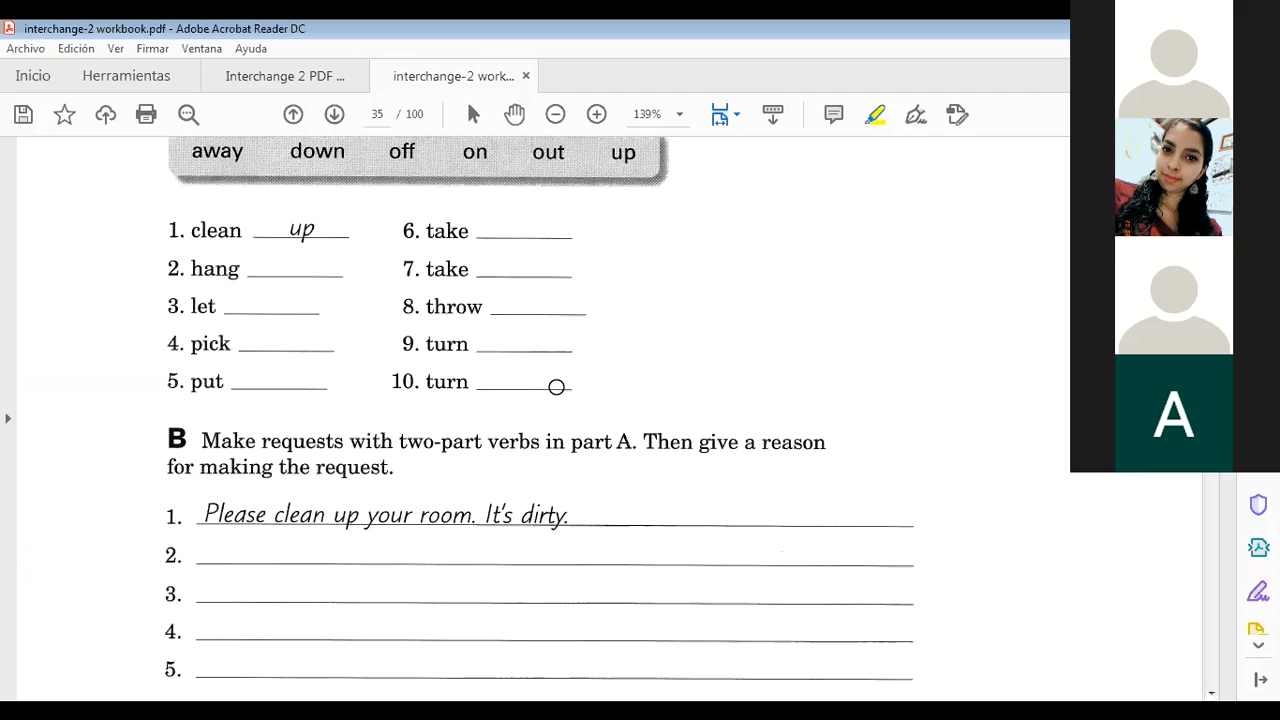 interchange-2 workbook.pdf - Adobe Acrobat Reader DC
Archivo Edición Ver Firmar Ventana Ayuda
Inicio Herramientas Interchange 2 PDF ... interchange-2 work... ×
35 / 100 139%
away down off on out up
1. clean up 6. take
2. hang 7. take
3. let 8. throw
4. pick 9. turn
5. put 10. turn
B Make requests with two-part verbs in part A. Then give a reason
for making the request.
1. Please clean up your room. It's dirty.
2.
3.
4.
5.
A